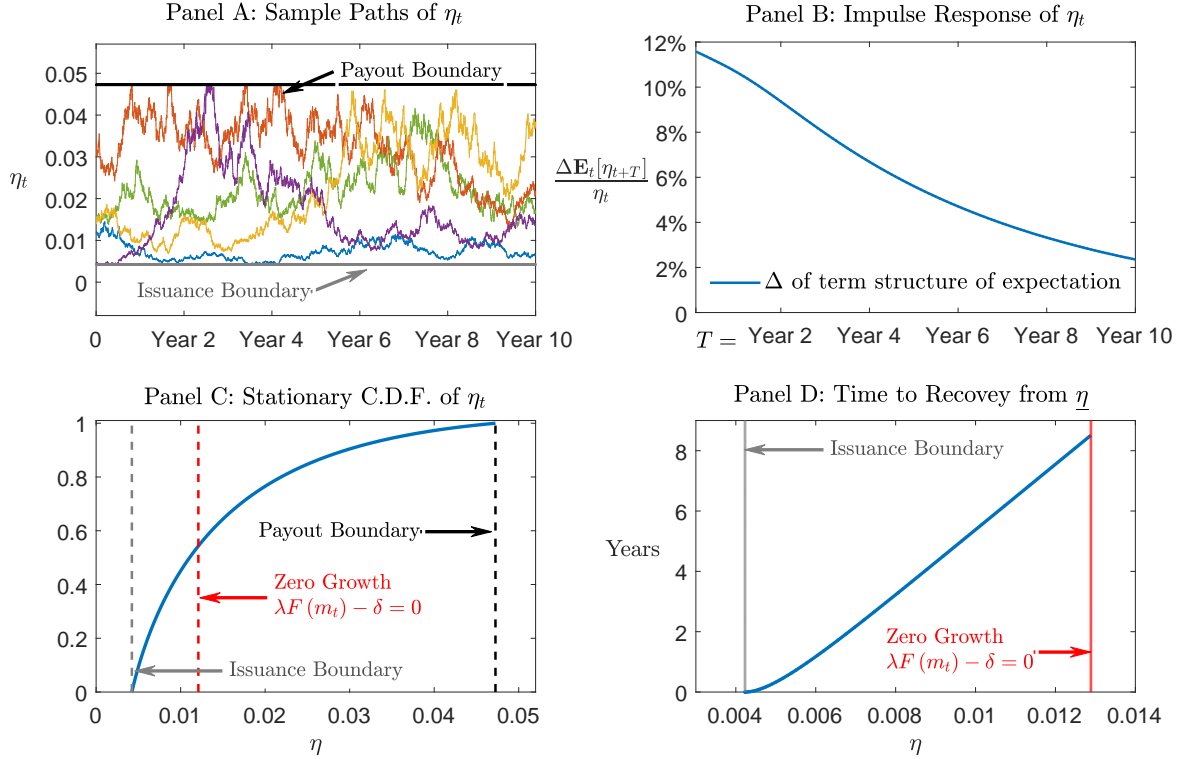 Panel A: Sample Paths of ηt
Payout Boundary
0.05
0.04
0.03
0.02
0.01
0
ηt
Issuance Boundary
0
Year 2
Year 4
Year 6
Year 8
Year 10
Panel B: Impulse Response of ηt
12%
10%
8%
6%
4%
2%
0
ΔEt[ηt+T]
ηt
Δ of term structure of expectation
T =
Year 2
Year 4
Year 6
Year 8
Year 10
Panel C: Stationary C.D.F. of ηt
1
0.8
0.6
0.4
0.2
0
Payout Boundary
Zero Growth
λF (mt) − δ = 0
Issuance Boundary
0
0.01
0.02
0.03
0.04
0.05
η
Panel D: Time to Recovey from η
8
6
4
2
0
Years
Issuance Boundary
Zero Growth
λF (mt) − δ = 0
0.004
0.006
0.008
0.01
0.012
0.014
η